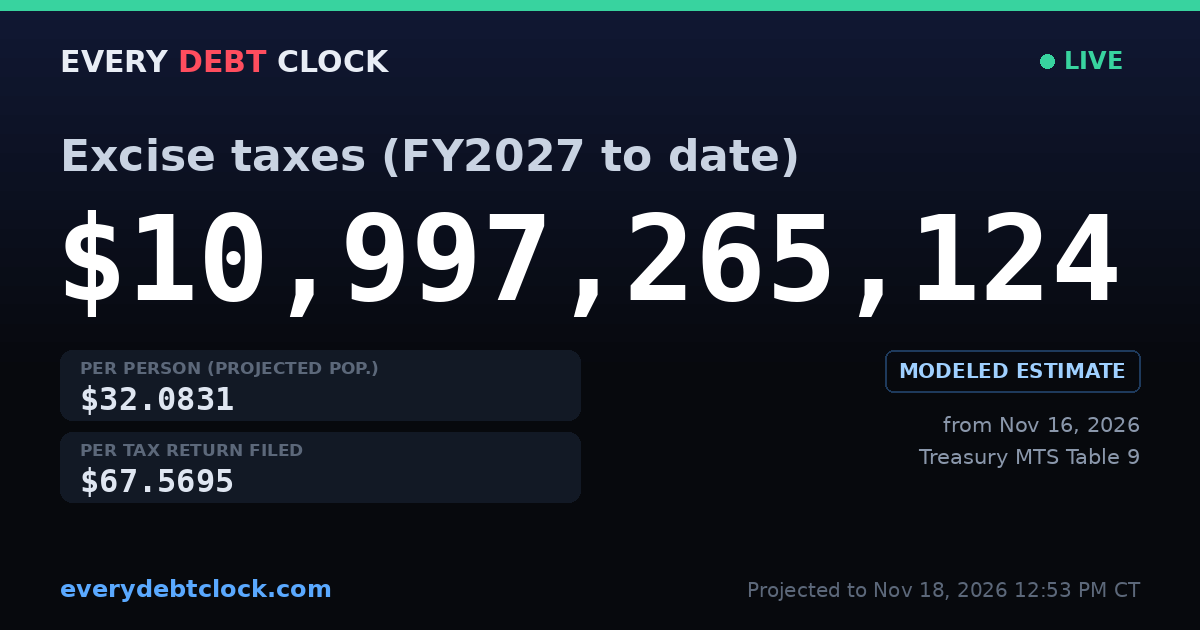 EVERY DEBT CLOCK
LIVE
Excise taxes (FY2027 to date)
$10,997,265,124
PER PERSON (PROJECTED POP.)
$32.0831
PER TAX RETURN FILED
$67.5695
MODELED ESTIMATE
from Nov 16, 2026
Treasury MTS Table 9
everydebtclock.com
Projected to Nov 18, 2026 12:53 PM CT